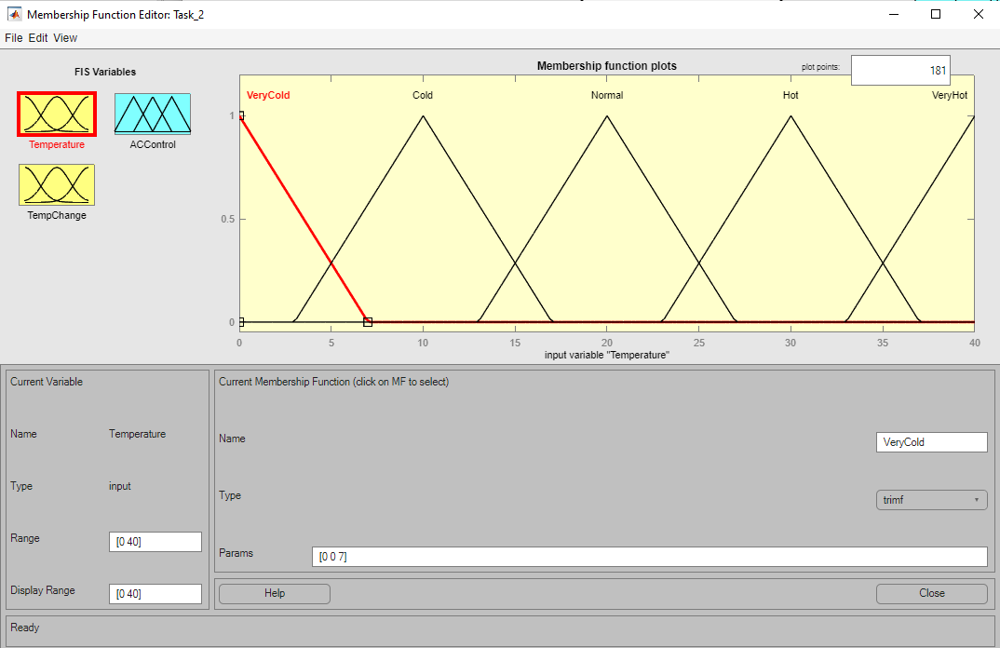 Membership Function Editor: Task_2
File Edit View
FIS Variables
Temperature
ACControl
TempChange
Membership function plots
plot points:
181
VeryCold
Cold
Normal
Hot
VeryHot
1
0.5
0
0 5 10 15 20 25 30 35 40
input variable "Temperature"
Current Variable
Name Temperature
Type input
Range [0 40]
Display Range [0 40]
Current Membership Function (click on MF to select)
Name VeryCold
Type trimf
Params [0 0 7]
Help
Close
Ready